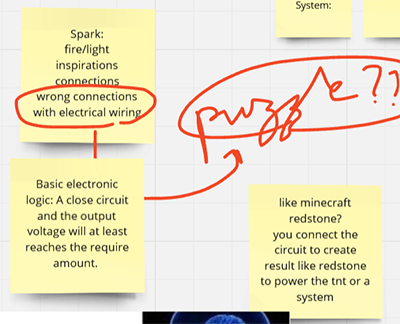 System:
Spark:
fire/light
inspirations
connections
wrong connections
with electrical wiring
puzzle??
Basic electronic
logic: A close circuit
and the output
voltage will at least
reaches the require
amount.
like minecraft
redstone?
you connect the
circuit to create
result like redstone
to power the tnt or a
system